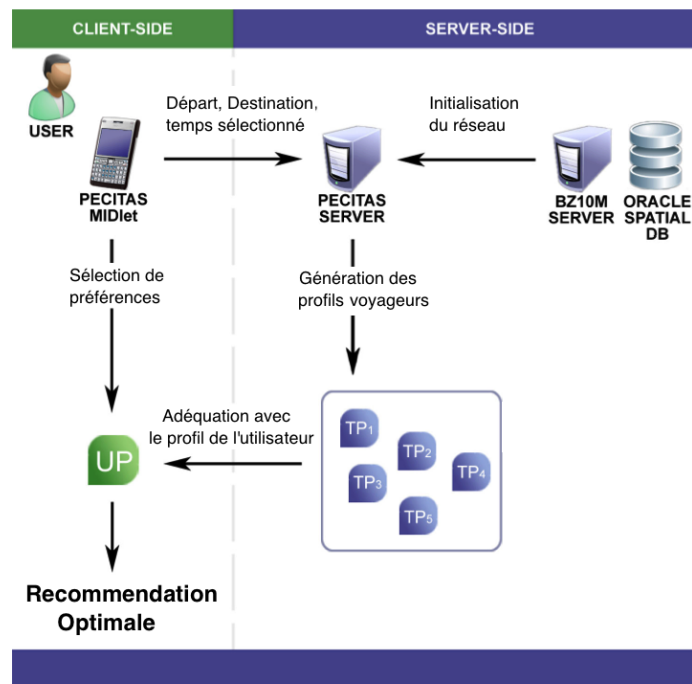 CLIENT-SIDE
SERVER-SIDE
USER
Départ, Destination,
temps sélectionné
Initialisation
du réseau
PECITAS
MIDlet
PECITAS
SERVER
BZ10M
SERVER
ORACLE
SPATIAL
DB
Sélection de
préférences
Génération des
profils voyageurs
Adéquation avec
le profil de l'utilisateur
UP
TP1
TP2
TP3
TP4
TP5
Recommendation
Optimale